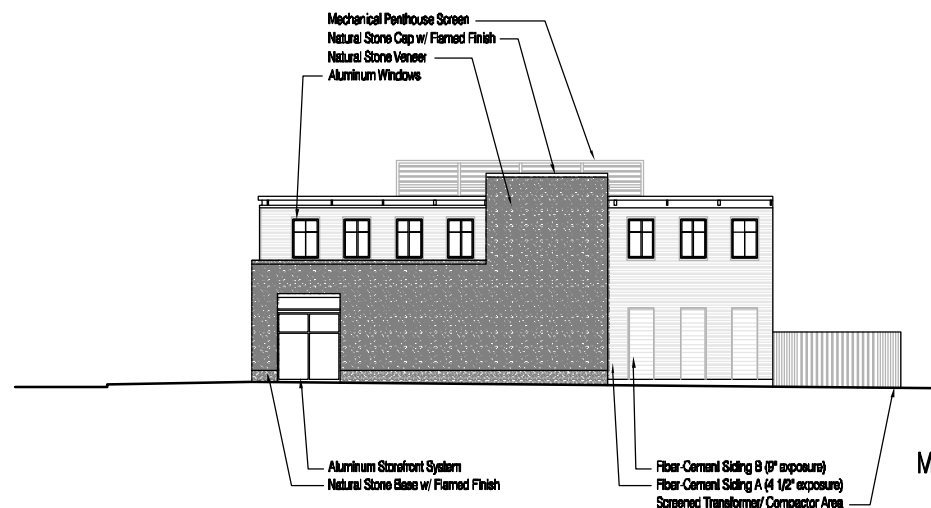 Mechanical Penthouse Screen
Natural Stone Cap w/ Flamed Finish
Natural Stone Veneer
Aluminum Windows
Aluminum Storefront System
Natural Stone Base w/ Flamed Finish
Fiber-Cement Siding B (9" exposure)
Fiber-Cement Siding A (4 1/2" exposure)
Screened Transformer/ Compactor Area
M